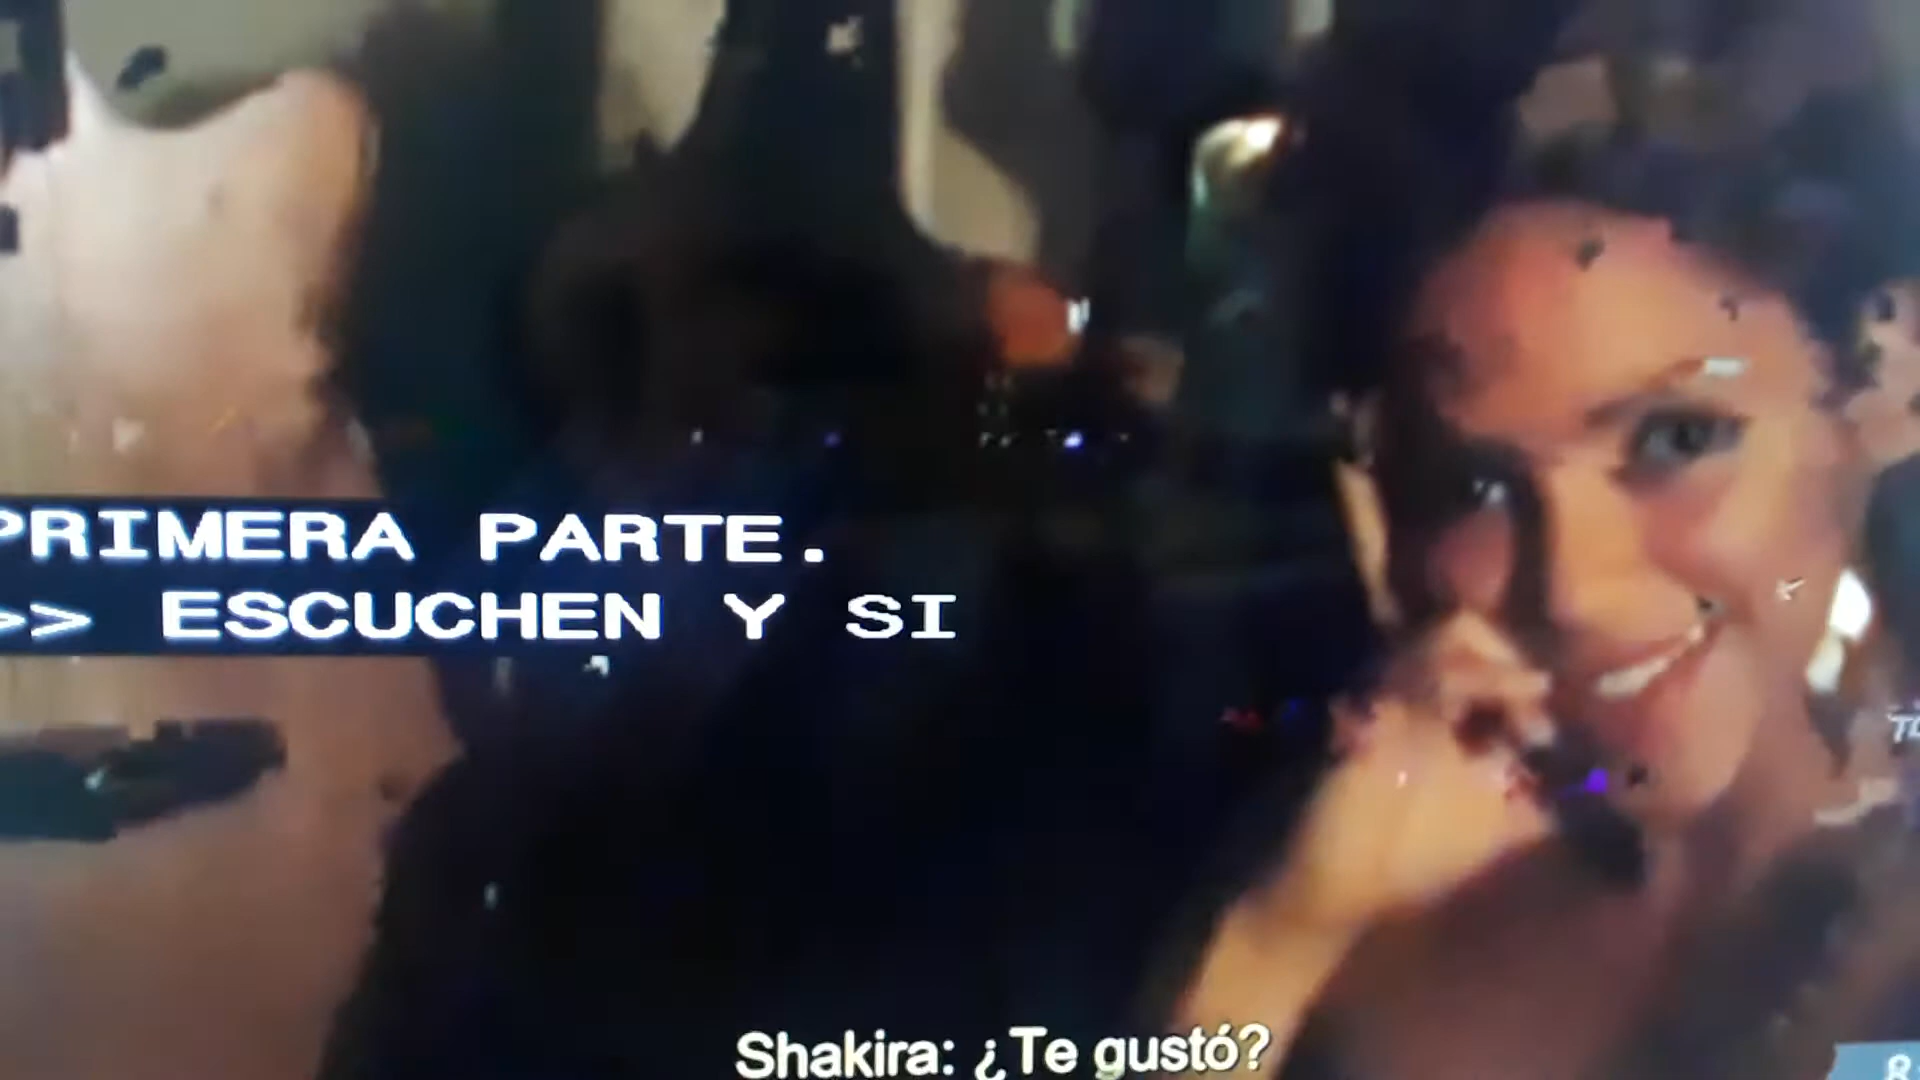 PRIMERA PARTE.
>> ESCUCHEN Y SI
Shakira: ¿Te gustó?